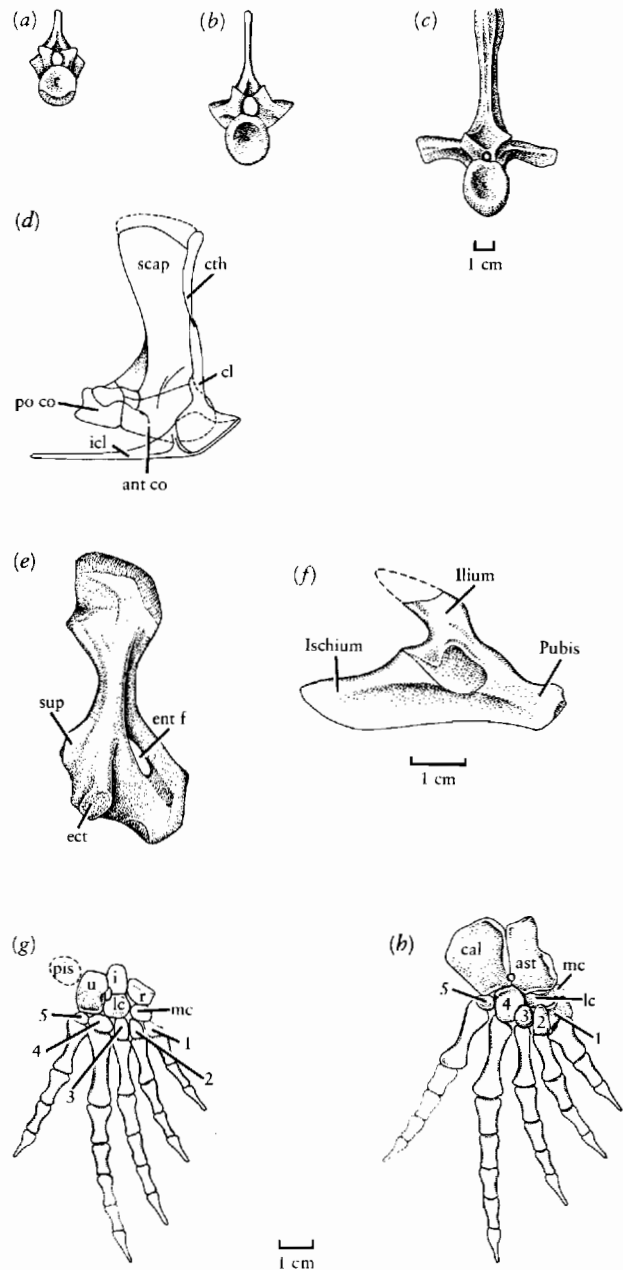 (a)
(b)
(c)
1 cm
(d)
scap
cth
cl
po co
icl
ant co
(e)
sup
ent f
ect
(f)
Ilium
Ischium
Pubis
1 cm
(g)
pis
u
i
r
lc
mc
5
4
3
1
2
1 cm
(h)
cal
ast
mc
lc
5
4
3
2
1